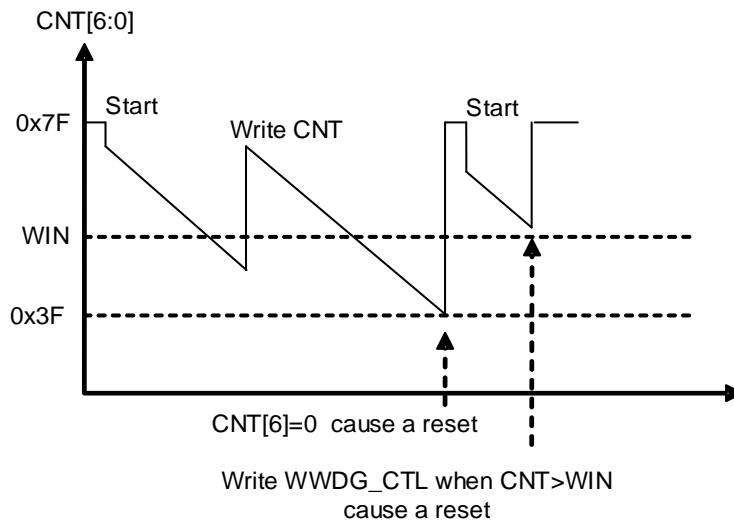 CNT[6:0]
Start
Start
0x7F
Write CNT
WIN
0x3F
CNT[6]=0 cause a reset
Write WWDG_CTL when CNT>WIN
cause a reset